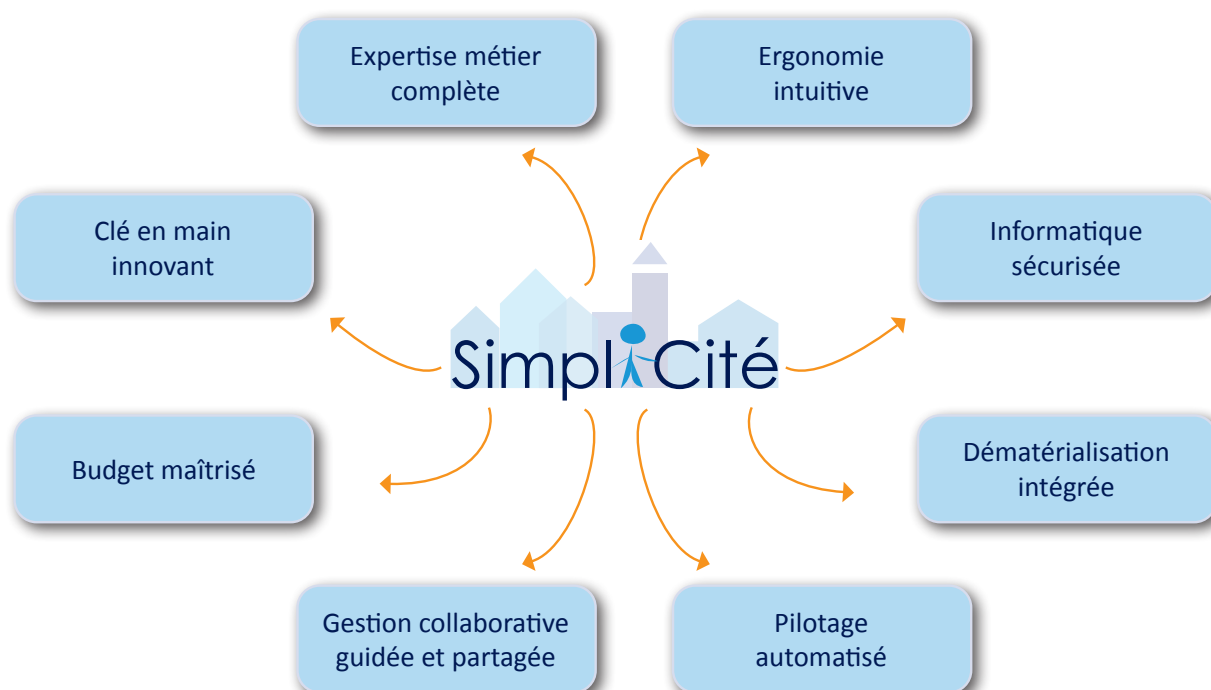 Expertise métier
complète
Ergonomie
intuitive
Clé en main
innovant
Informatique
sécurisée
SimpliCité
Budget maîtrisé
Dématérialisation
intégrée
Gestion collaborative
guidée et partagée
Pilotage
automatisé